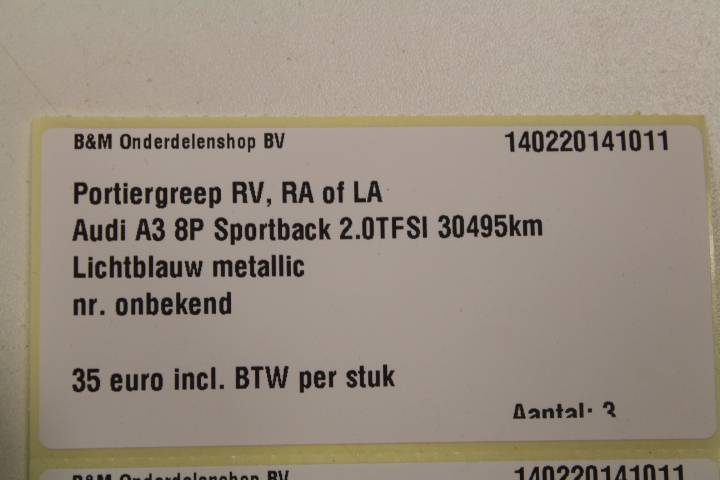 B&M Onderdelenshop BV 140220141011
Portiergreep RV, RA of LA
Audi A3 8P Sportback 2.0TFSI 30495km
Lichtblauw metallic
nr. onbekend
35 euro incl. BTW per stuk
Aantal: 3
B&M Onderdelenshop BV 140220141011